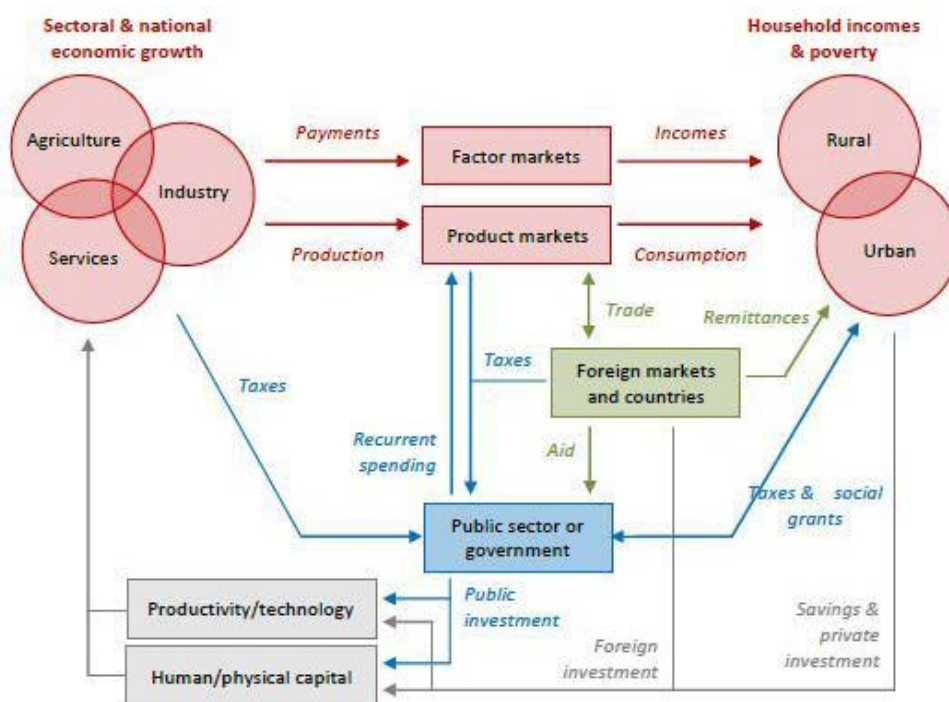 Sectoral & national
economic growth
Household incomes
& poverty
Agriculture
Industry
Services
Payments
Factor markets
Incomes
Rural
Production
Product markets
Consumption
Urban
Trade
Remittances
Taxes
Taxes
Foreign markets
and countries
Recurrent
spending
Aid
Taxes & social
grants
Public sector or
government
Productivity/technology
Public
investment
Human/physical capital
Foreign
investment
Savings &
private
investment